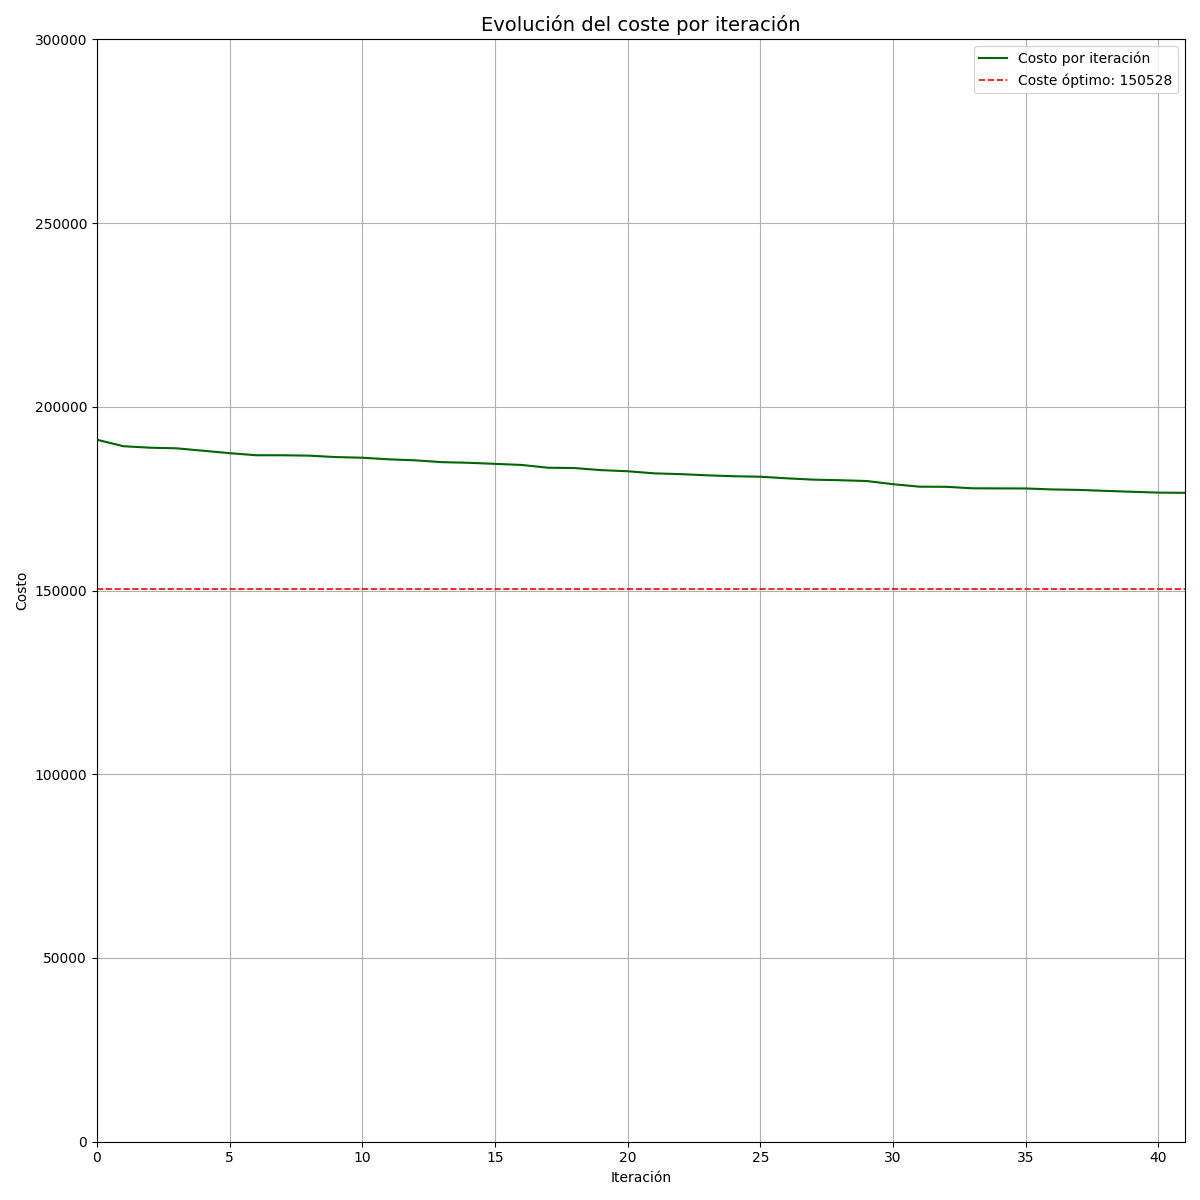 Evolución del coste por iteración
300000
250000
200000
150000
100000
50000
0
Costo
Costo por iteración
Coste óptimo: 150528
0 5 10 15 20 25 30 35 40
Iteración